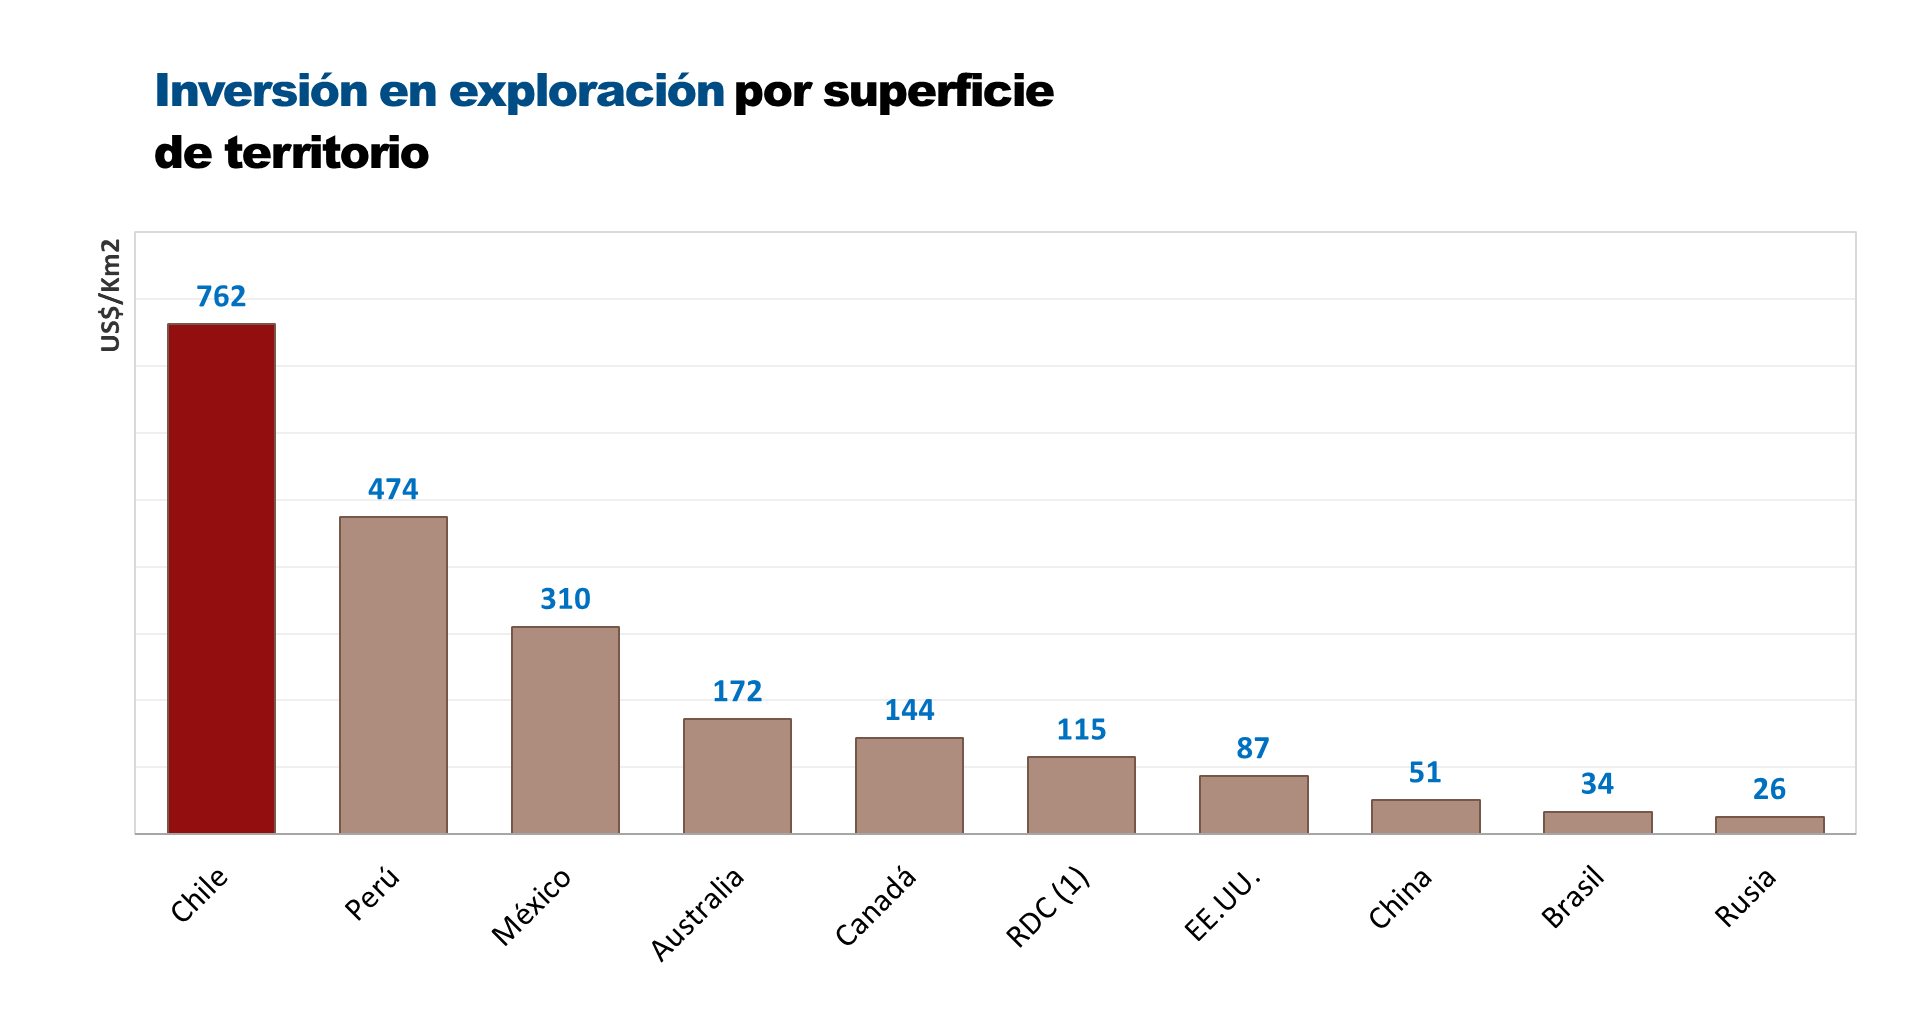 Inversión en exploración por superficie
de territorio
US$/Km2
762
474
310
172
144
115
87
51
34
26
Chile
Perú
México
Australia
Canadá
RDC (1)
EE.UU.
China
Brasil
Rusia